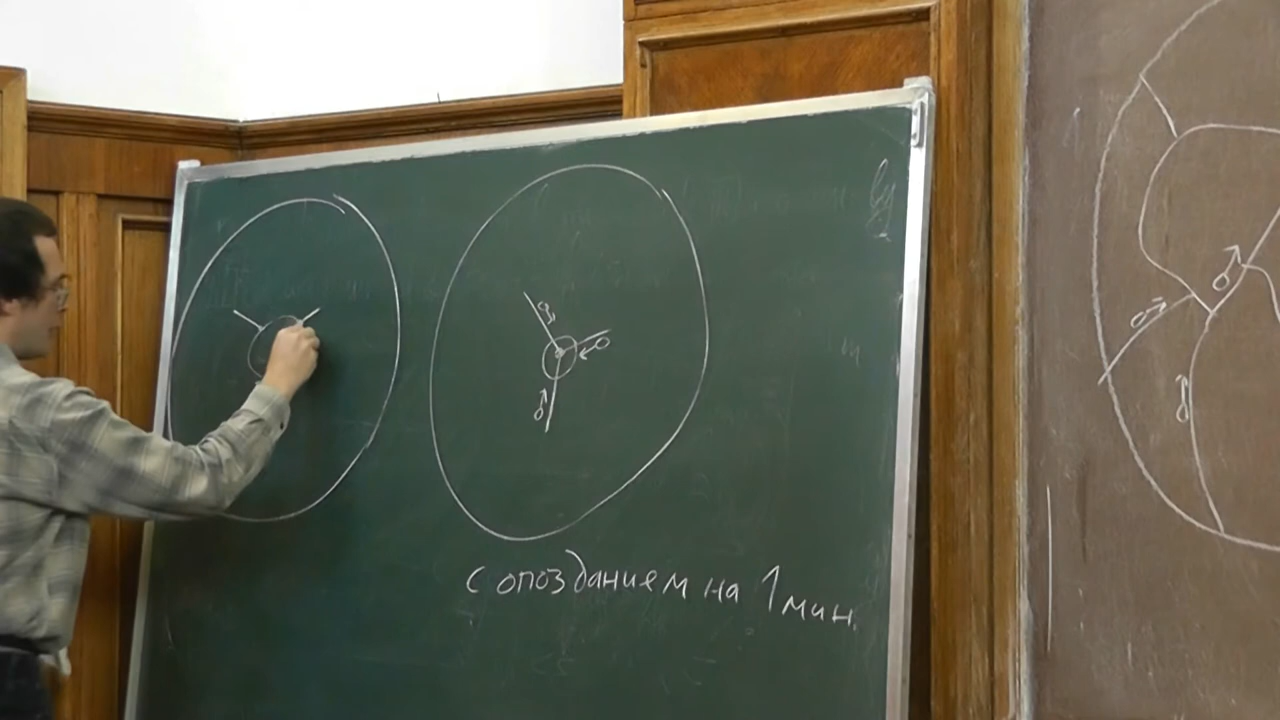 с опозданием на 1 мин.